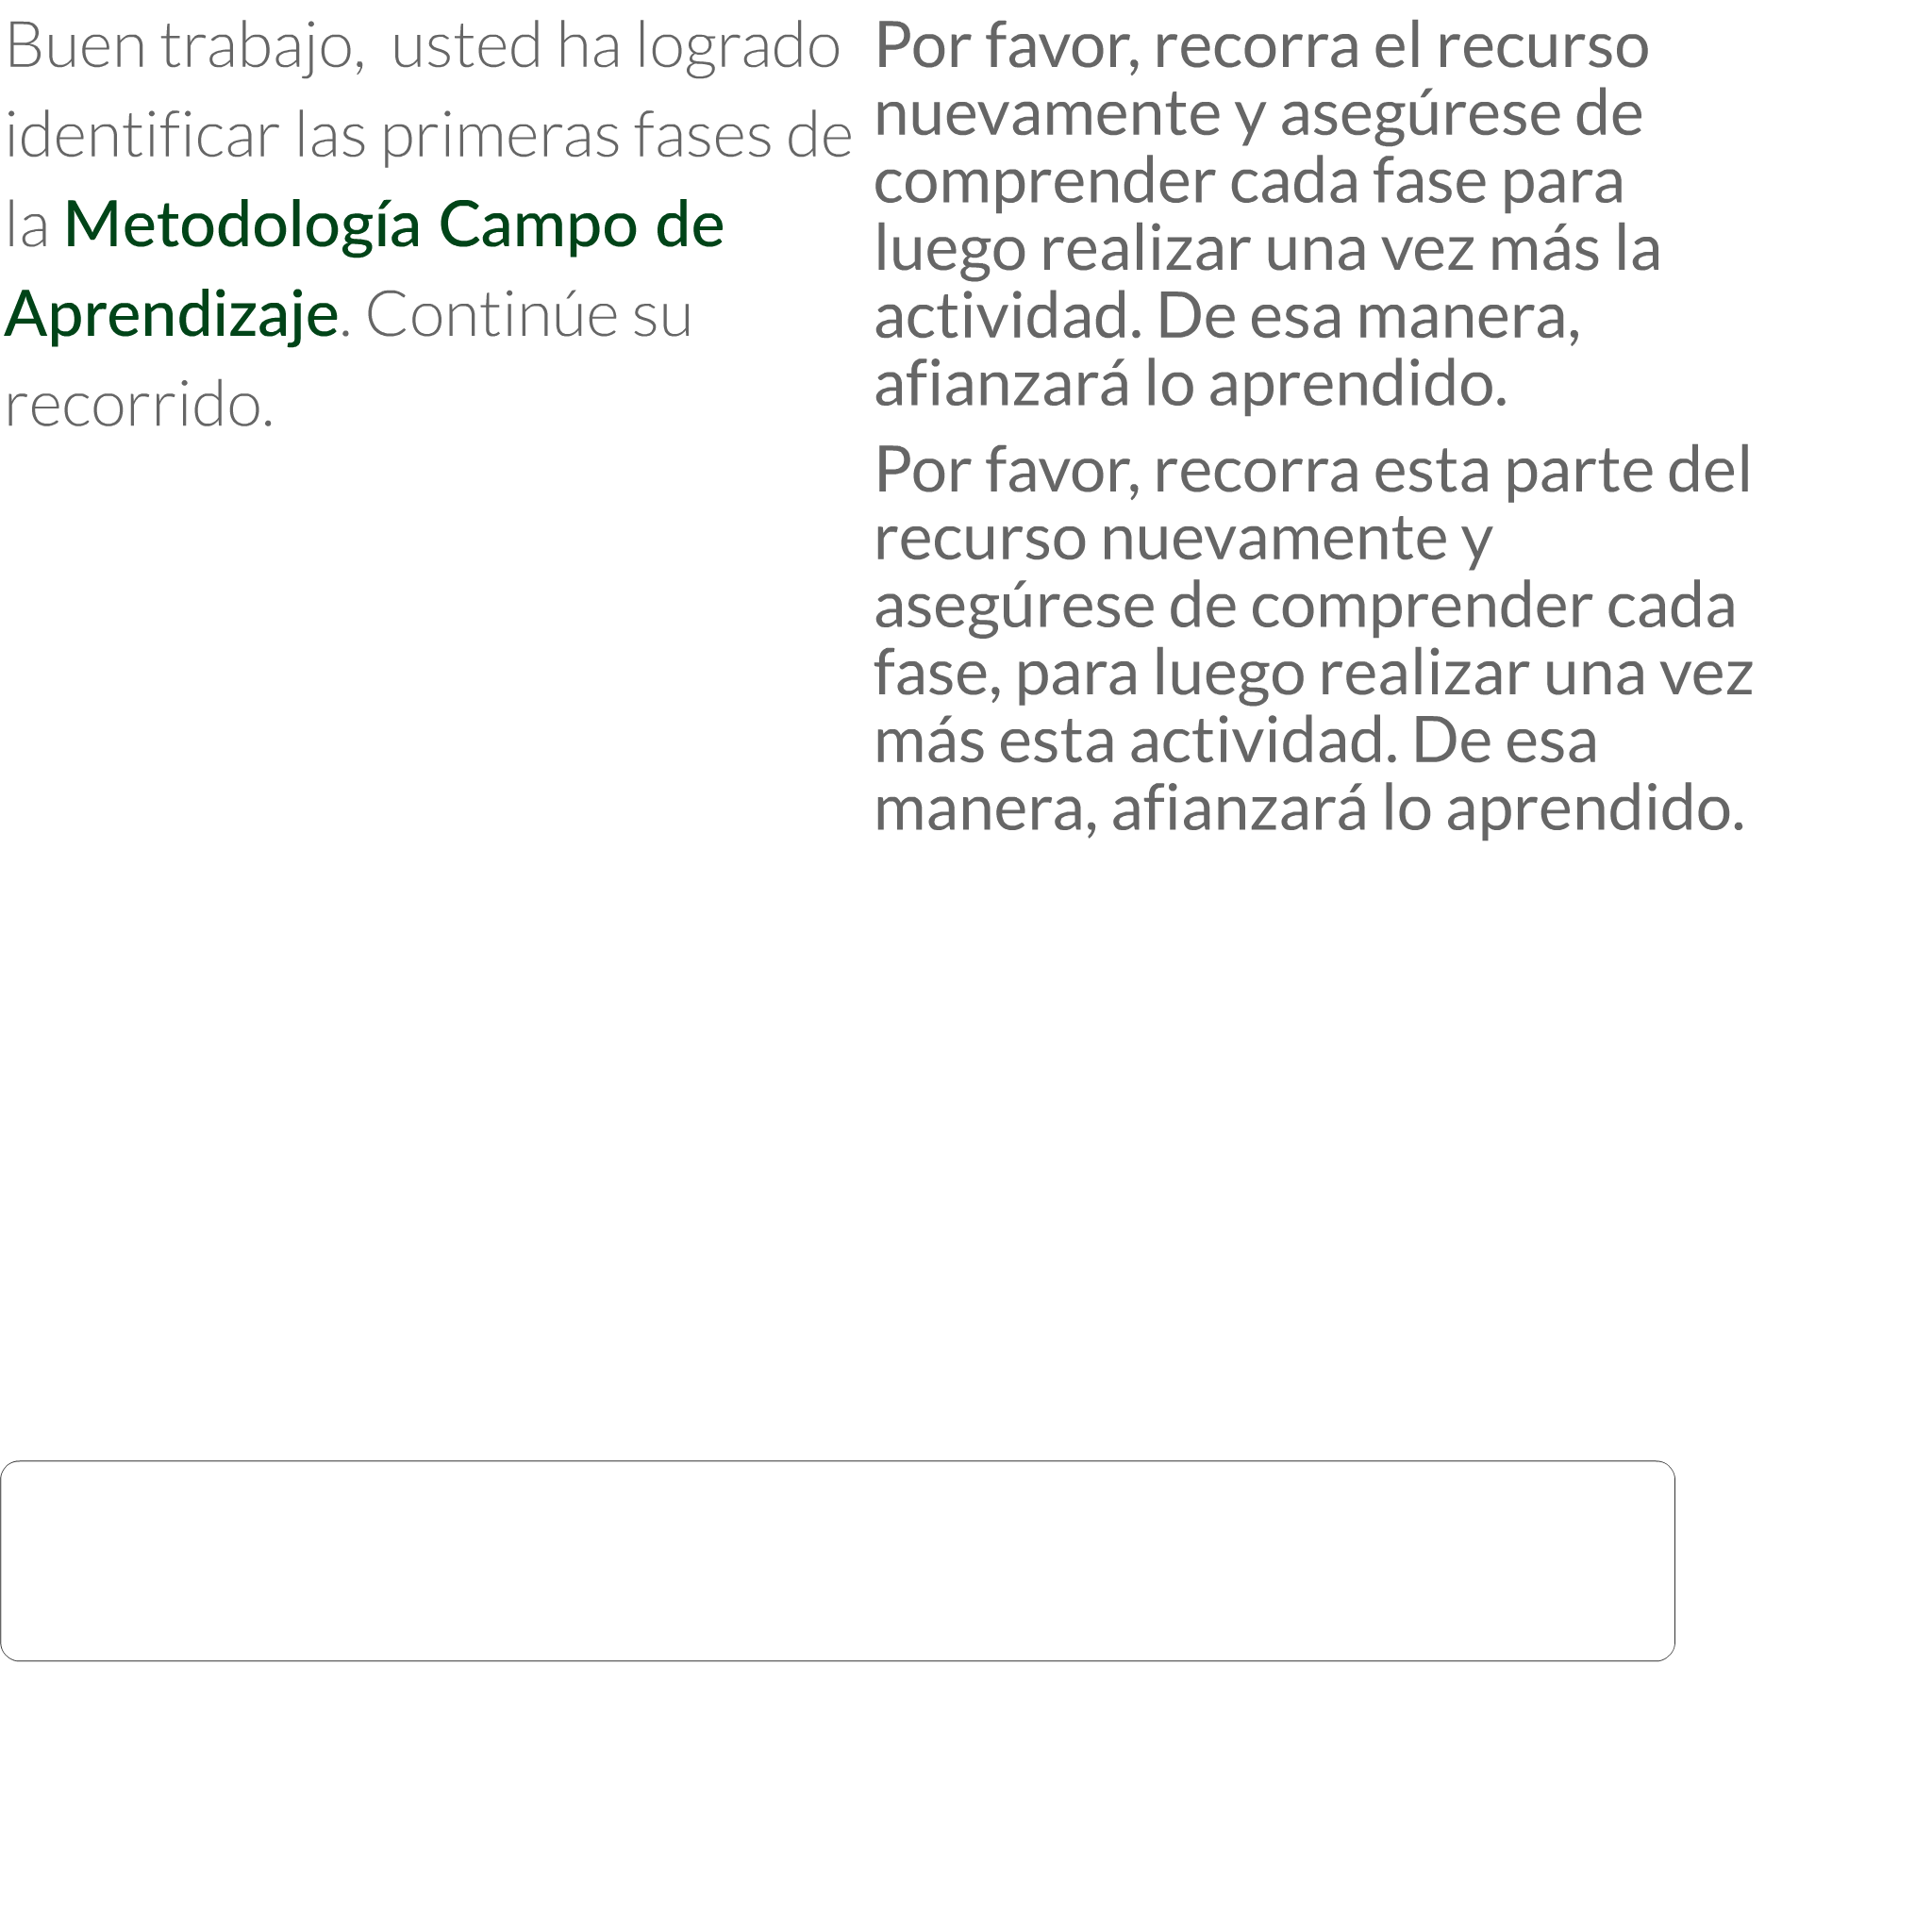 Buen trabajo, usted ha logrado
identificar las primeras fases de
la Metodología Campo de
Aprendizaje. Continúe su
recorrido.
Por favor, recorra el recurso
nuevamente y asegúrese de
comprender cada fase para
luego realizar una vez más la
actividad. De esa manera,
afianzará lo aprendido.
Por favor, recorra esta parte del
recurso nuevamente y
asegúrese de comprender cada
fase, para luego realizar una vez
más esta actividad. De esa
manera, afianzará lo aprendido.